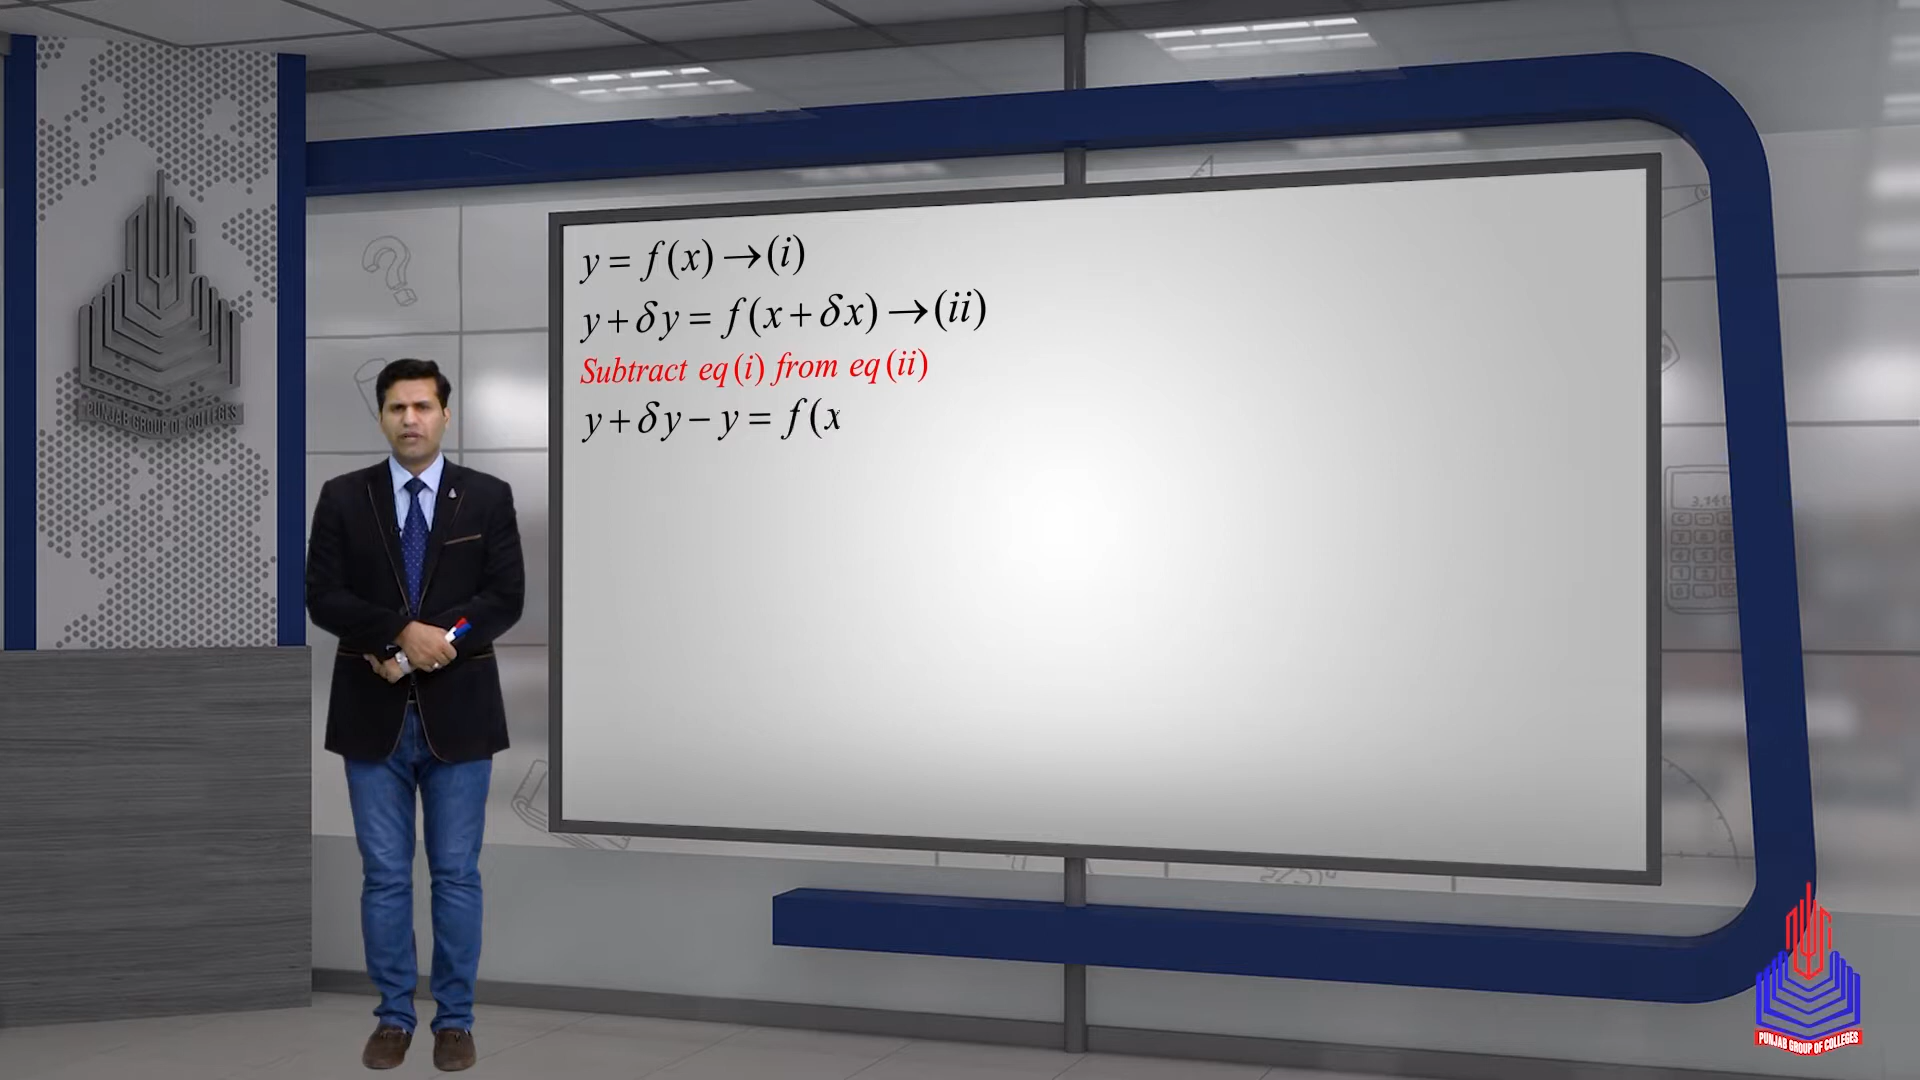 y = f(x) → (i)
y + δy = f(x + δx) → (ii)
Subtract eq(i) from eq(ii)
y + δy − y = f(x
PUNJAB GROUP OF COLLEGES
PUNJAB GROUP OF COLLEGES